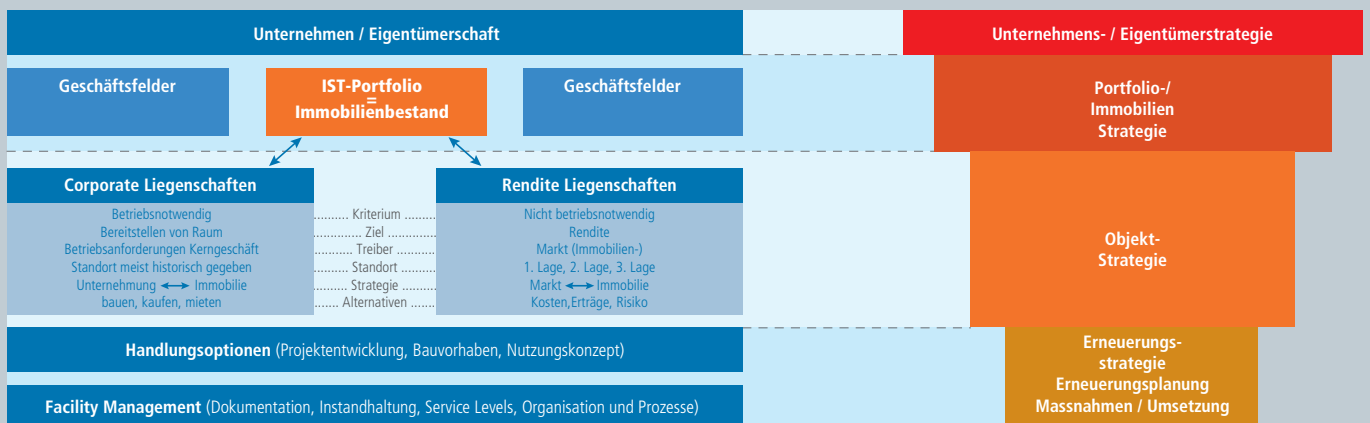 Unternehmen / Eigentümerschaft
Unternehmens- / Eigentümerstrategie
Geschäftsfelder
IST-Portfolio
=
Immobilienbestand
Geschäftsfelder
Portfolio-/
Immobilien
Strategie
Corporate Liegenschaften
Rendite Liegenschaften
Betriebsnotwendig .......... Kriterium .......... Nicht betriebsnotwendig
Bereitstellen von Raum .............. Ziel .............. Rendite
Betriebsanforderungen Kerngeschäft ............ Treiber ............ Markt (Immobilien-)
Standort meist historisch gegeben .......... Standort .......... 1. Lage, 2. Lage, 3. Lage
Unternehmung ⟷ Immobilie .......... Strategie .......... Markt ⟷ Immobilie
bauen, kaufen, mieten ....... Alternativen ....... Kosten,Erträge, Risiko
Objekt-
Strategie
Handlungsoptionen (Projektentwicklung, Bauvorhaben, Nutzungskonzept)
Facility Management (Dokumentation, Instandhaltung, Service Levels, Organisation und Prozesse)
Erneuerungs-
strategie
Erneuerungsplanung
Massnahmen / Umsetzung